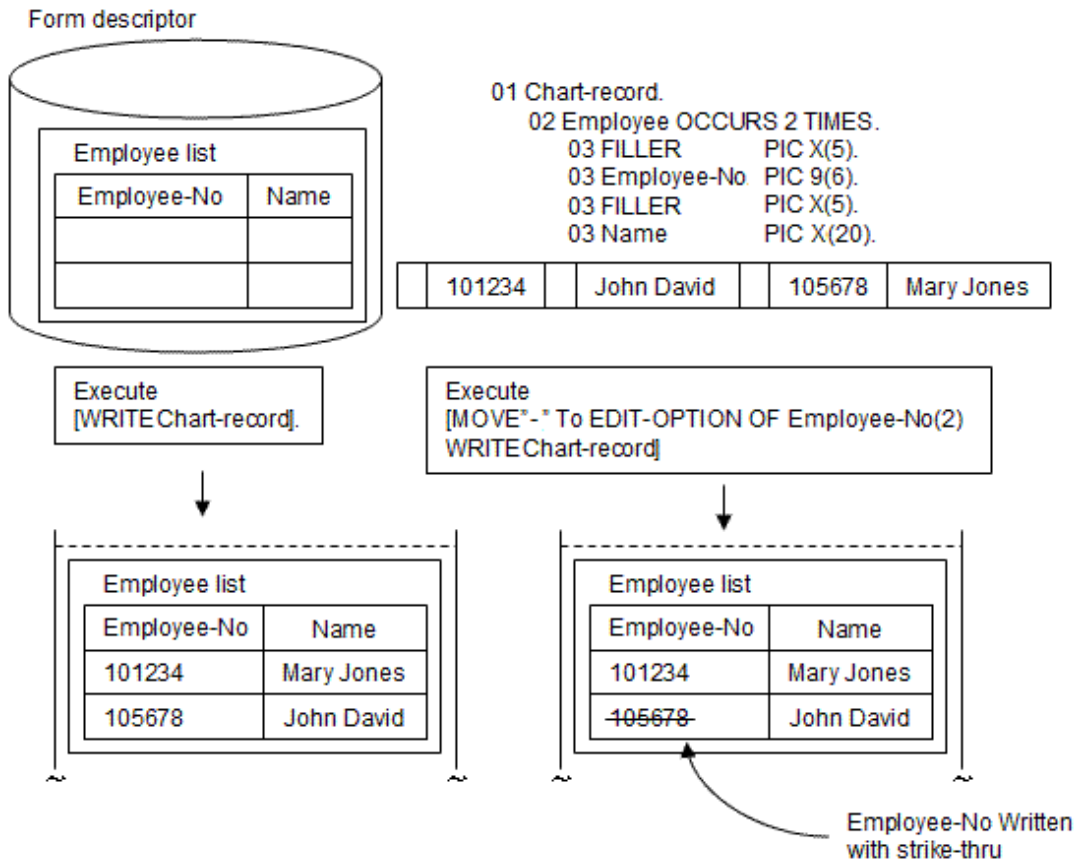 Form descriptor
Employee list
Employee-No Name
01 Chart-record.
02 Employee OCCURS 2 TIMES.
03 FILLER PIC X(5).
03 Employee-No. PIC 9(6).
03 FILLER PIC X(5).
03 Name PIC X(20).
101234 John David 105678 Mary Jones
Execute
[WRITE Chart-record].
Execute
[MOVE"-" To EDIT-OPTION OF Employee-No(2)
WRITE Chart-record]
Employee list
Employee-No Name
101234 Mary Jones
105678 John David
Employee list
Employee-No Name
101234 Mary Jones
105678 John David
Employee-No Written
with strike-thru